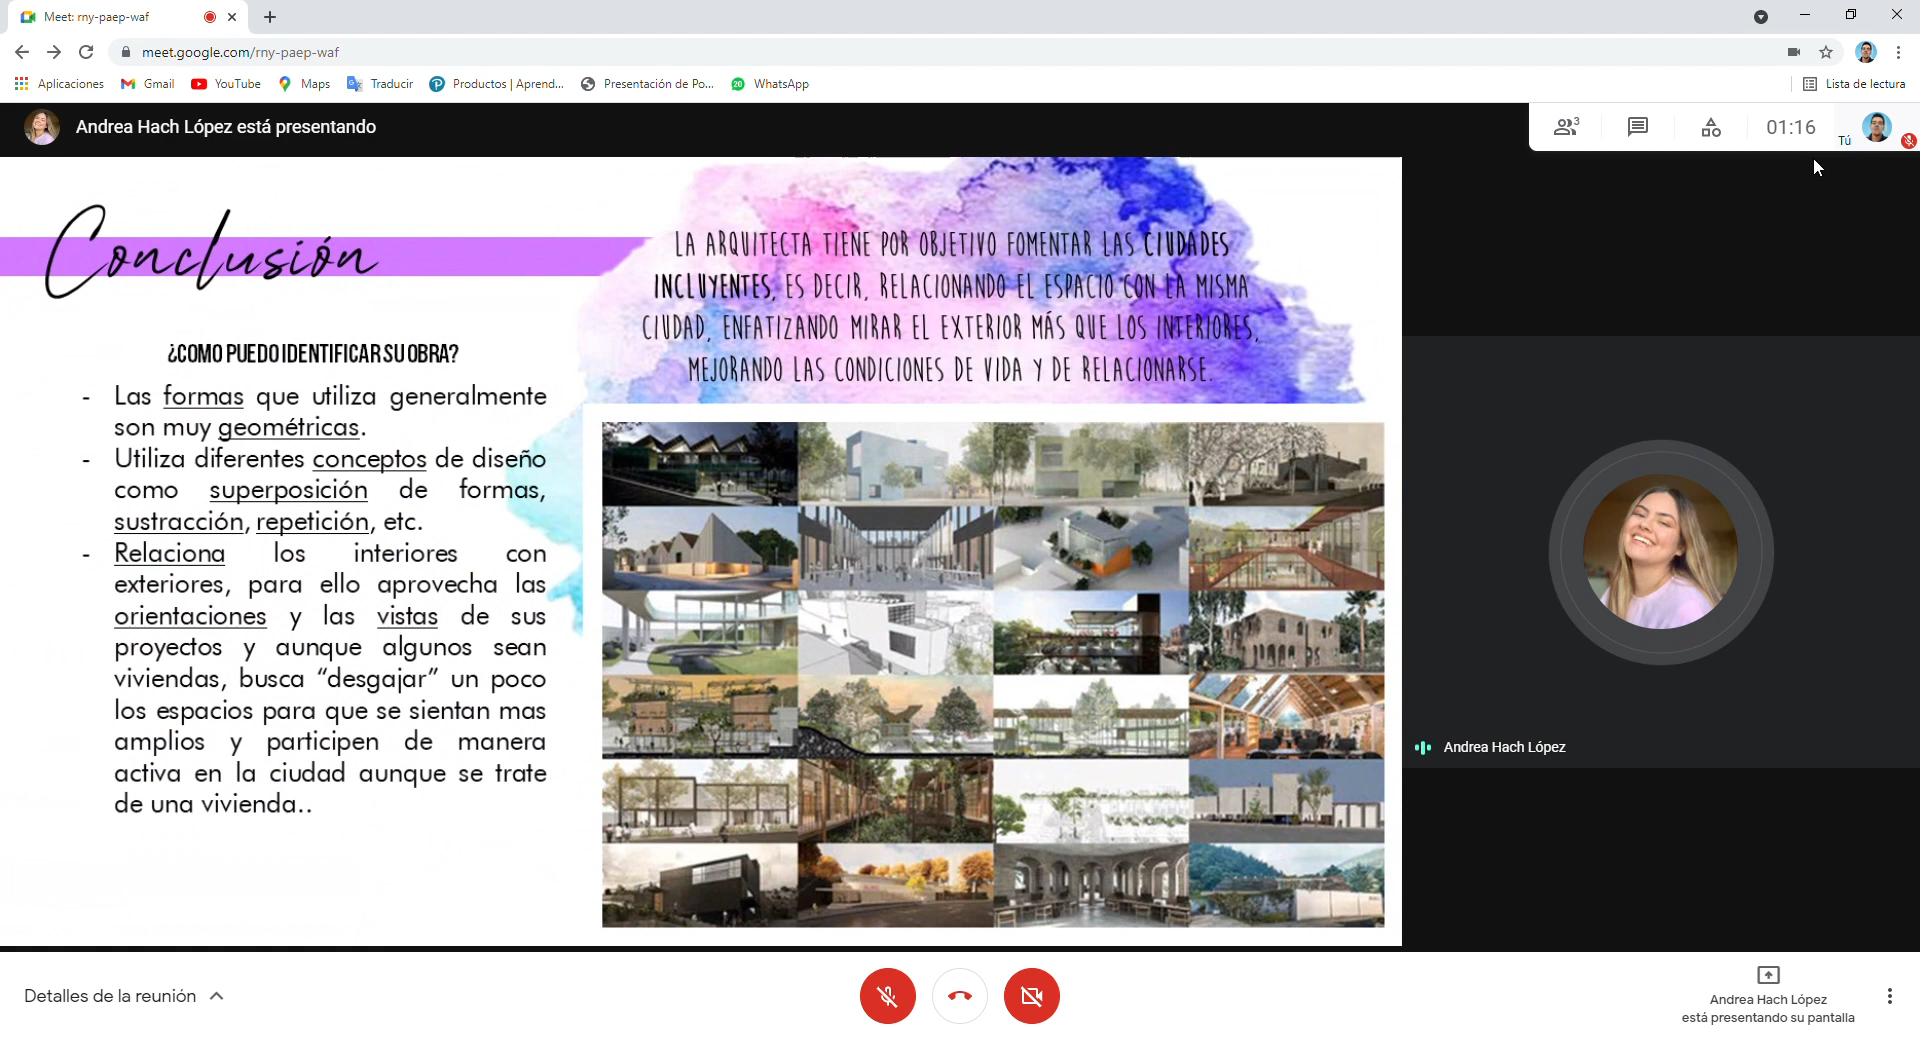 Meet: rny-paep-waf
meet.google.com/rny-paep-waf
Aplicaciones Gmail YouTube Maps Traducir Productos | Aprend... Presentación de Po... 20 WhatsApp Lista de lectura
Andrea Hach López está presentando
3 01:16 Tú
Conclusión
LA ARQUITECTA TIENE POR OBJETIVO FOMENTAR LAS CIUDADES
INCLUYENTES, ES DECIR, RELACIONANDO EL ESPACIO CON LA MISMA
CIUDAD, ENFATIZANDO MIRAR EL EXTERIOR MÁS QUE LOS INTERIORES,
MEJORANDO LAS CONDICIONES DE VIDA Y DE RELACIONARSE.
¿COMO PUEDO IDENTIFICAR SU OBRA?
- Las formas que utiliza generalmente
son muy geométricas.
- Utiliza diferentes conceptos de diseño
como superposición de formas,
sustracción, repetición, etc.
- Relaciona los interiores con
exteriores, para ello aprovecha las
orientaciones y las vistas de sus
proyectos y aunque algunos sean
viviendas, busca “desgajar” un poco
los espacios para que se sientan mas
amplios y participen de manera
activa en la ciudad aunque se trate
de una vivienda..
Andrea Hach López
Detalles de la reunión
Andrea Hach López
está presentando su pantalla